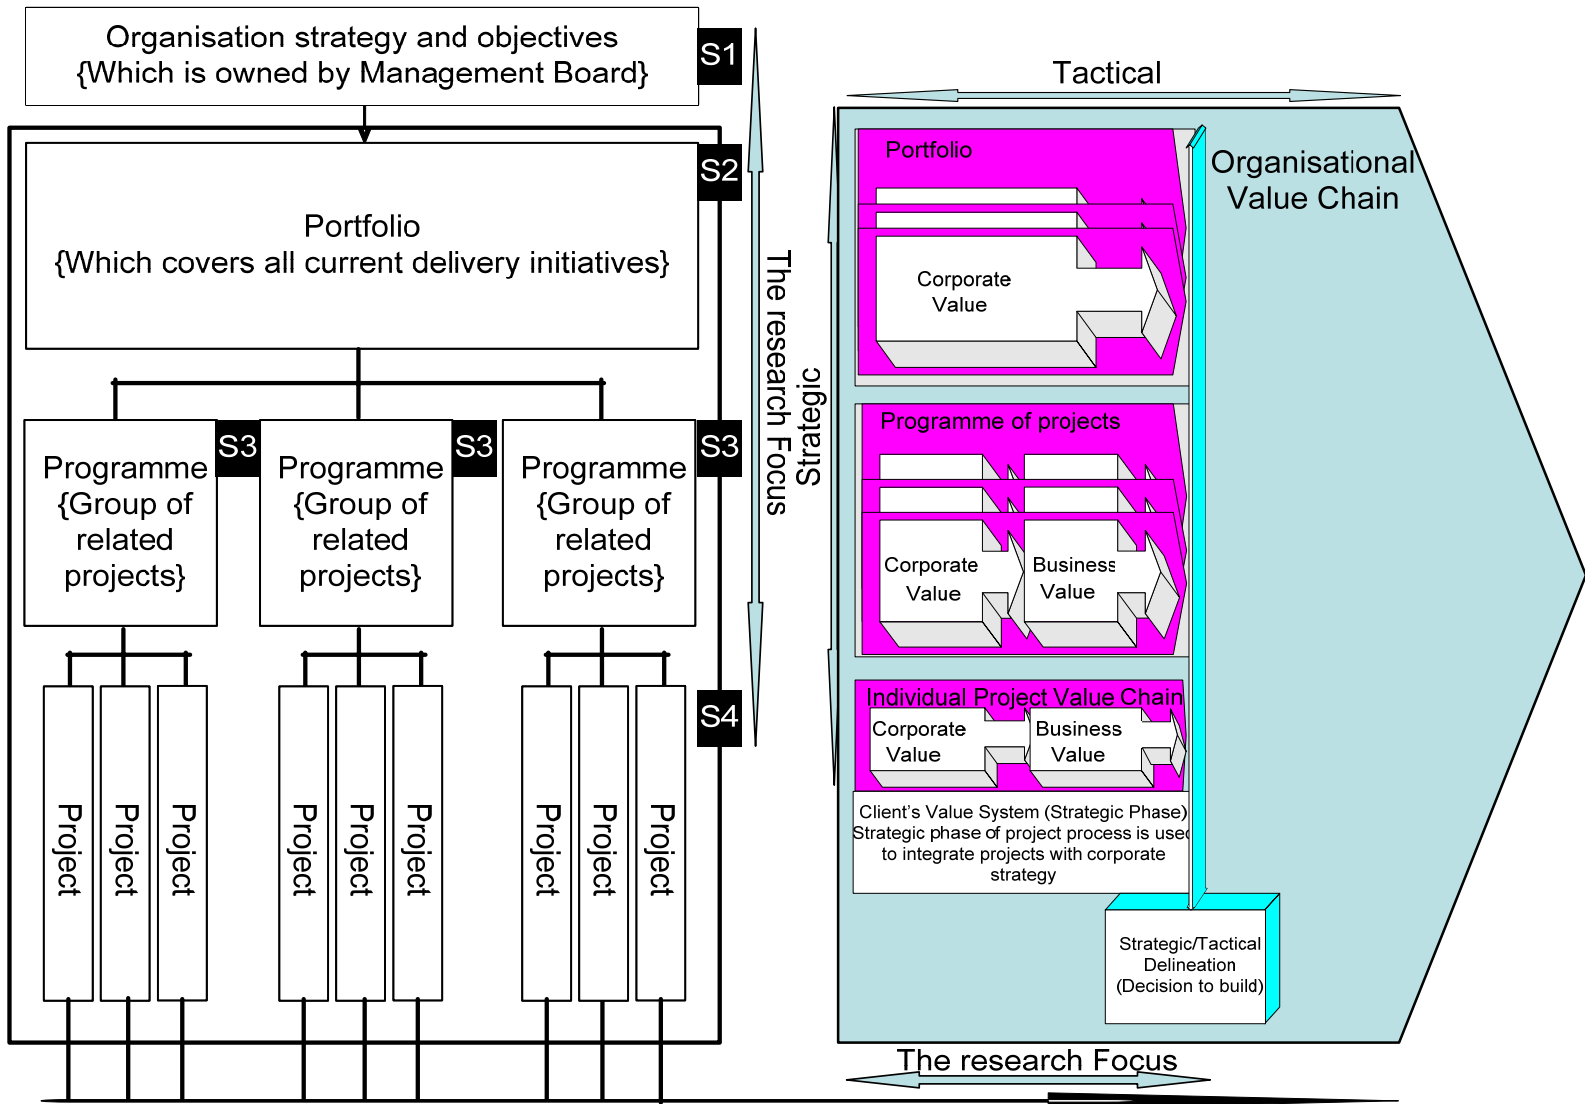 Organisation strategy and objectives
{Which is owned by Management Board}
S1
Portfolio
{Which covers all current delivery initiatives}
S2
Programme
{Group of
related
projects}
S3
Programme
{Group of
related
projects}
S3
Programme
{Group of
related
projects}
S3
Project
Project
Project
Project
Project
Project
Project
Project
Project
S4
The research Focus
Strategic
Tactical
Organisational
Value Chain
Portfolio
Corporate
Value
Programme of projects
Corporate
Value
Business
Value
Individual Project Value Chain
Corporate
Value
Business
Value
Client's Value System (Strategic Phase)
Strategic phase of project process is used
to integrate projects with corporate
strategy
Strategic/Tactical
Delineation
(Decision to build)
The research Focus